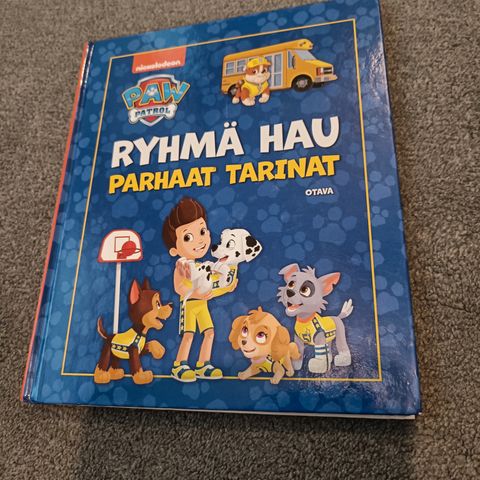 nickelodeon
PAW
PATROL
RYHMÄ HAU
PARHAAT TARINAT
OTAVA